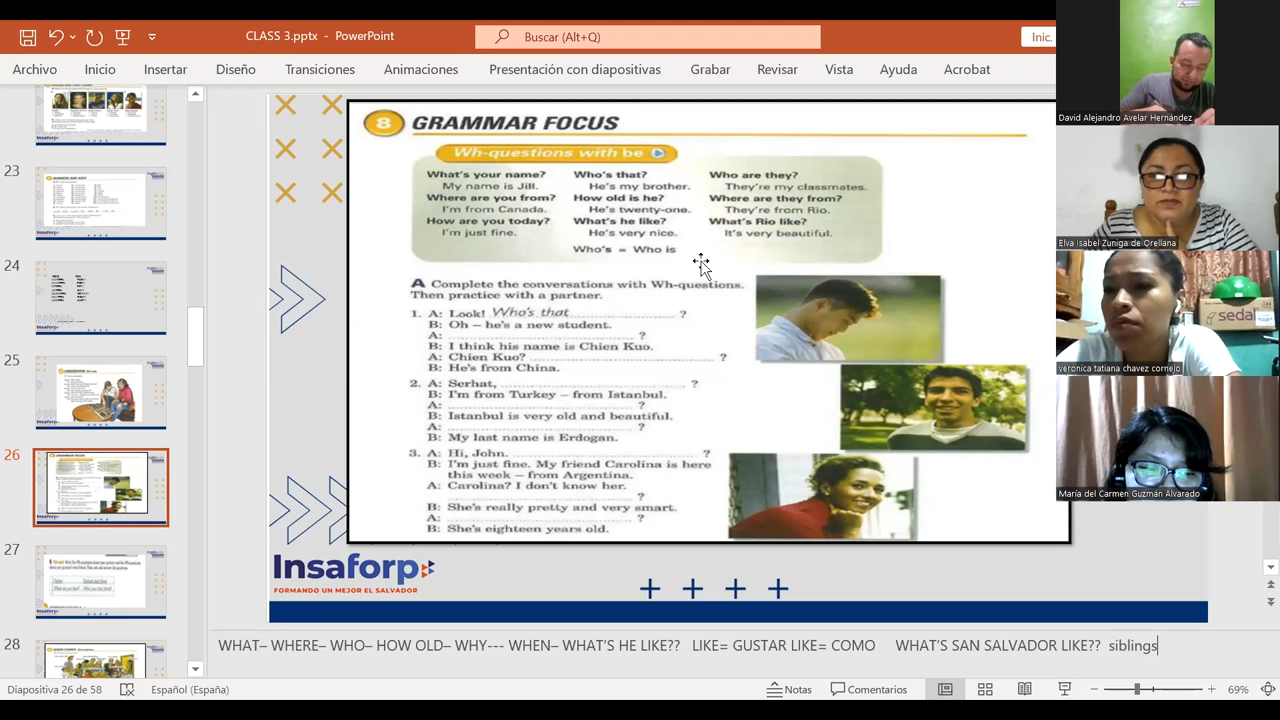 CLASS 3.pptx - PowerPoint
Buscar (Alt+Q)
Inic.
Archivo Inicio Insertar Diseño Transiciones Animaciones Presentación con diapositivas Grabar Revisar Vista Ayuda Acrobat
23
24
25
26
27
28
Insaforp
8 GRAMMAR FOCUS
Wh-questions with be
What's your name? Who's that? Who are they?
My name is Jill. He's my brother. They're my classmates.
Where are you from? How old is he? Where are they from?
I'm from Canada. He's twenty-one. They're from Rio.
How are you today? What's he like? What's Rio like?
I'm just fine. He's very nice. It's very beautiful.
Who's = Who is
A Complete the conversations with Wh-questions.
Then practice with a partner.
1. A: Look! Who's that ?
B: Oh – he's a new student.
A: ?
B: I think his name is Chien Kuo.
A: Chien Kuo? ?
B: He's from China.
2. A: Serhat, ?
B: I'm from Turkey – from Istanbul.
A: ?
B: Istanbul is very old and beautiful.
A: ?
B: My last name is Erdogan.
3. A: Hi, John. ?
B: I'm just fine. My friend Carolina is here
this week – from Argentina.
A: Carolina? I don't know her.
?
B: She's really pretty and very smart.
A: ?
B: She's eighteen years old.
Insaforp
FORMANDO UN MEJOR EL SALVADOR
WHAT– WHERE– WHO– HOW OLD– WHY--- WHEN– WHAT'S HE LIKE?? LIKE= GUSTAR LIKE= COMO WHAT'S SAN SALVADOR LIKE?? siblings
Diapositiva 26 de 58 Español (España) Notas Comentarios 69%
David Alejandro Avelar Hernández
Elva Isabel Zuniga de Orellana
veronica tatiana chavez cornejo
María del Carmen Guzmán Alvarado
seda